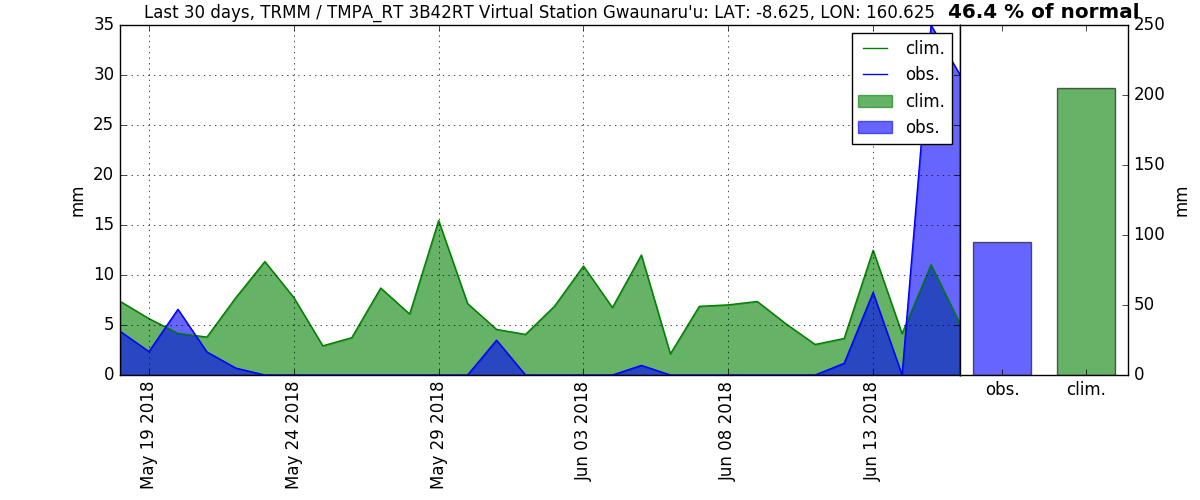 Last 30 days, TRMM / TMPA_RT 3B42RT Virtual Station Gwaunaru'u: LAT: -8.625, LON: 160.625
46.4 % of normal
35
30
25
20
15
10
5
0
mm
clim.
obs.
clim.
obs.
May 19 2018
May 24 2018
May 29 2018
Jun 03 2018
Jun 08 2018
Jun 13 2018
250
200
150
100
50
0
mm
obs.
clim.